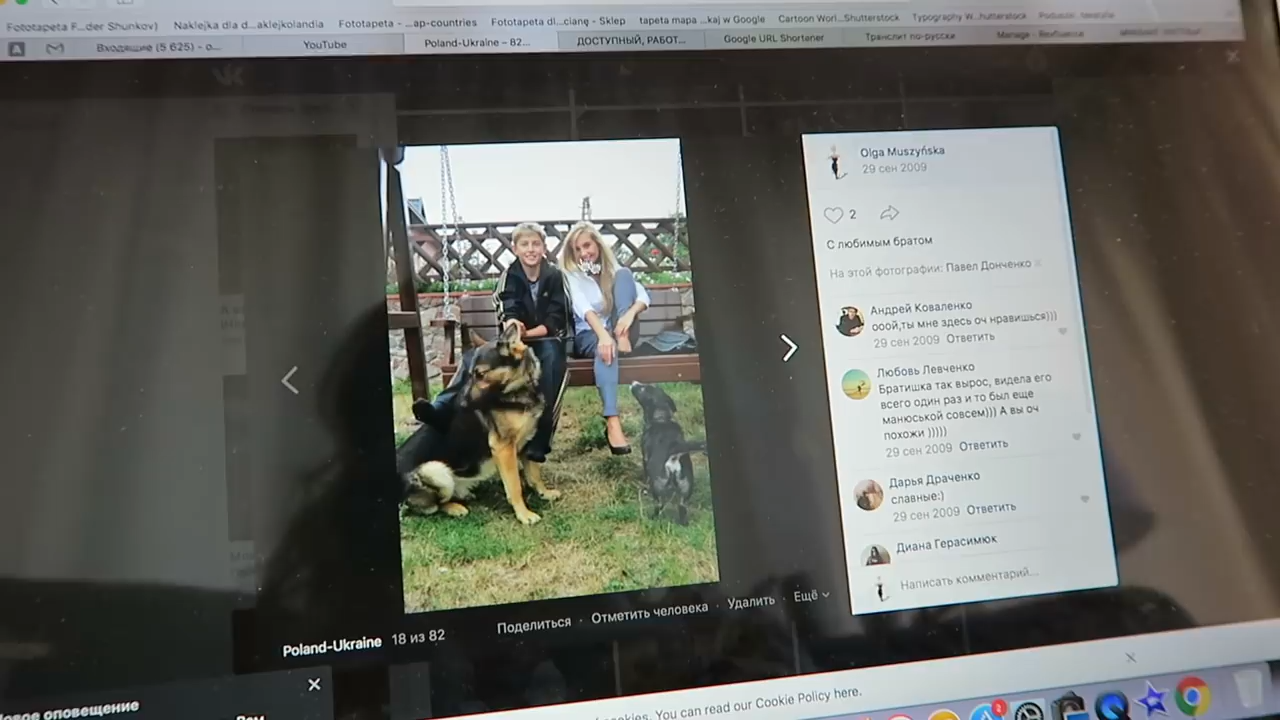 Fototapeta F...der Shunkov)
Naklejka dla d...aklejkolandia
Fototapeta - ...ap-countries
Fototapeta dl...cianę - Sklep
tapeta mapa ...kaj w Google
Cartoon Wori...Shutterstock
Typography W...hutterstock
Входящие (5 625) - о...
YouTube
Poland-Ukraine – 82...
ДОСТУПНЫЙ, РАБОТ...
Google URL Shortener
Транслит по-русски
Olga Muszyńska
29 сен 2009
2
С любимым братом
На этой фотографии: Павел Донченко
Андрей Коваленко
ооой,ты мне здесь оч нравишься)))
29 сен 2009 Ответить
Любовь Левченко
Братишка так вырос, видела его
всего один раз и то был еще
манюськой совсем))) А вы оч
похожи )))))
29 сен 2009 Ответить
Дарья Драченко
славные:)
29 сен 2009 Ответить
Диана Герасимюк
Написать комментарий...
Poland-Ukraine 18 из 82
Поделиться · Отметить человека · Удалить · Ещё
оповещение
You can read our Cookie Policy here.
2